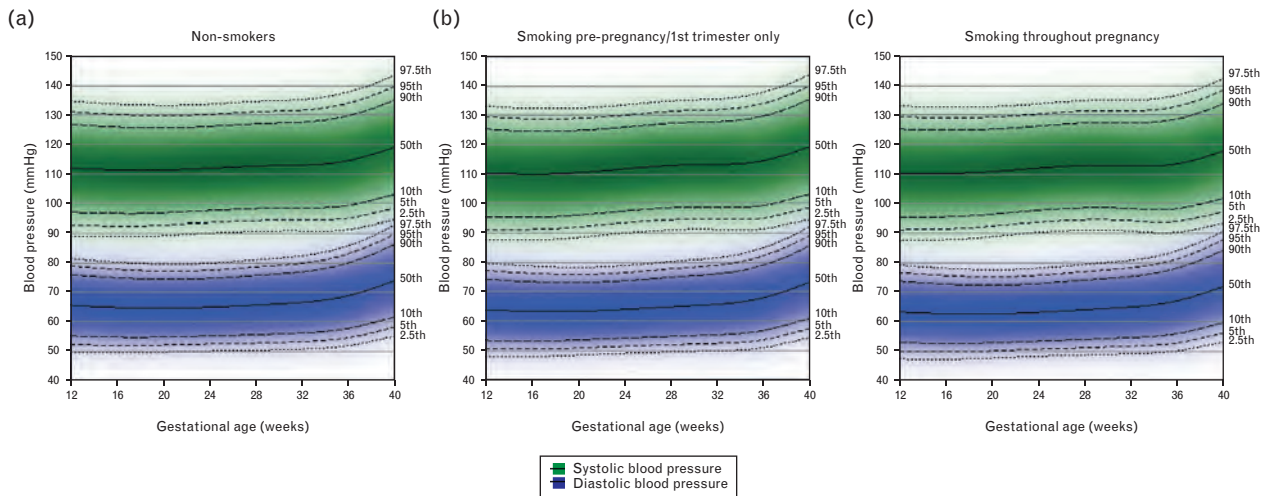 (a)
Non-smokers
Blood pressure (mmHg)
150
140
130
120
110
100
90
80
70
60
50
40
12 16 20 24 28 32 36 40
Gestational age (weeks)
97.5th
95th
90th
50th
10th
5th
2.5th
97.5th
95th
90th
50th
10th
5th
2.5th
(b)
Smoking pre-pregnancy/1st trimester only
Blood pressure (mmHg)
150
140
130
120
110
100
90
80
70
60
50
40
12 16 20 24 28 32 36 40
Gestational age (weeks)
97.5th
95th
90th
50th
10th
5th
2.5th
97.5th
95th
90th
50th
10th
5th
2.5th
(c)
Smoking throughout pregnancy
Blood pressure (mmHg)
150
140
130
120
110
100
90
80
70
60
50
40
12 16 20 24 28 32 36 40
Gestational age (weeks)
97.5th
95th
90th
50th
10th
5th
2.5th
97.5th
95th
90th
50th
10th
5th
2.5th
Systolic blood pressure
Diastolic blood pressure